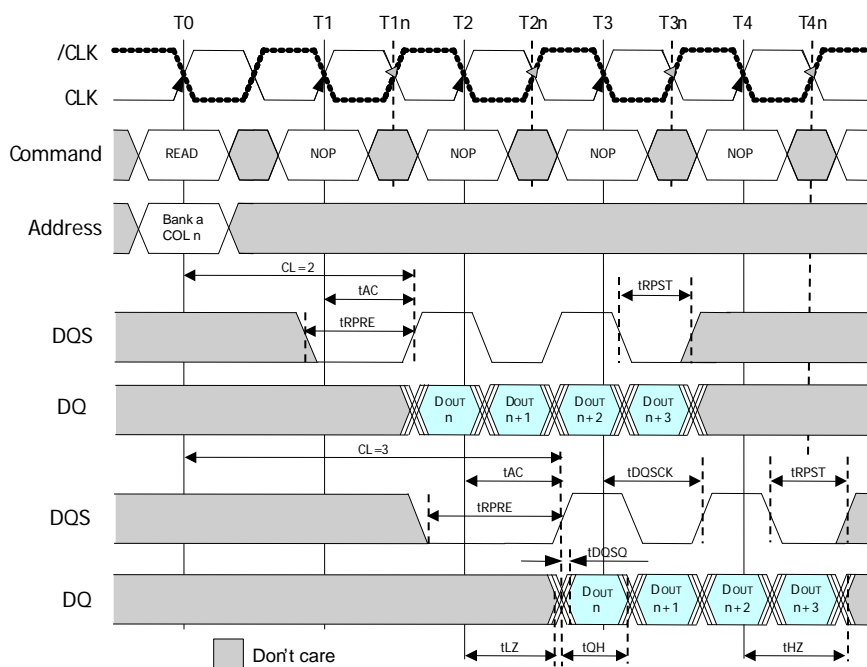 T0 T1 T1n T2 T2n T3 T3n T4 T4n
/CLK
CLK
Command READ NOP NOP NOP NOP
Address Bank a
COL n
CL=2
tAC
tRPRE
tRPST
DQS
DQ
DOUT n
DOUT n+1
DOUT n+2
DOUT n+3
CL=3
tAC
tDQSCK
tRPST
tRPRE
DQS
tDQSQ
DQ
DOUT n
DOUT n+1
DOUT n+2
DOUT n+3
tLZ tQH tHZ
Don't care